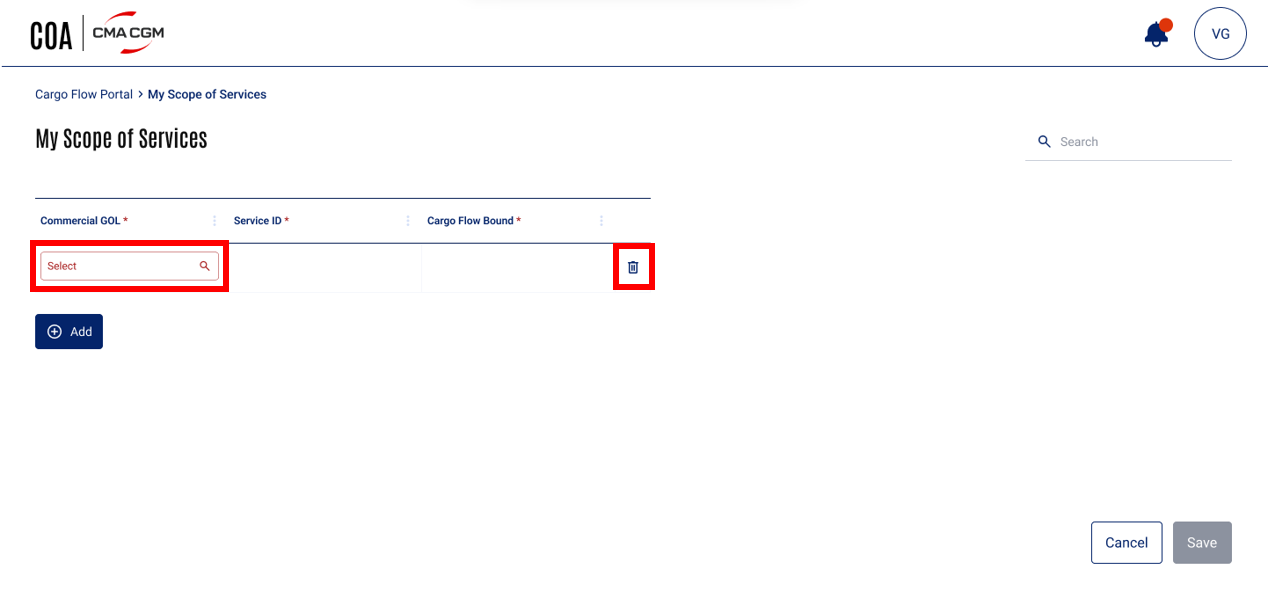 COA CMA CGM VG
Cargo Flow Portal > My Scope of Services
My Scope of Services
Search
Commercial GOL * Service ID * Cargo Flow Bound *
Select
Add
Cancel Save